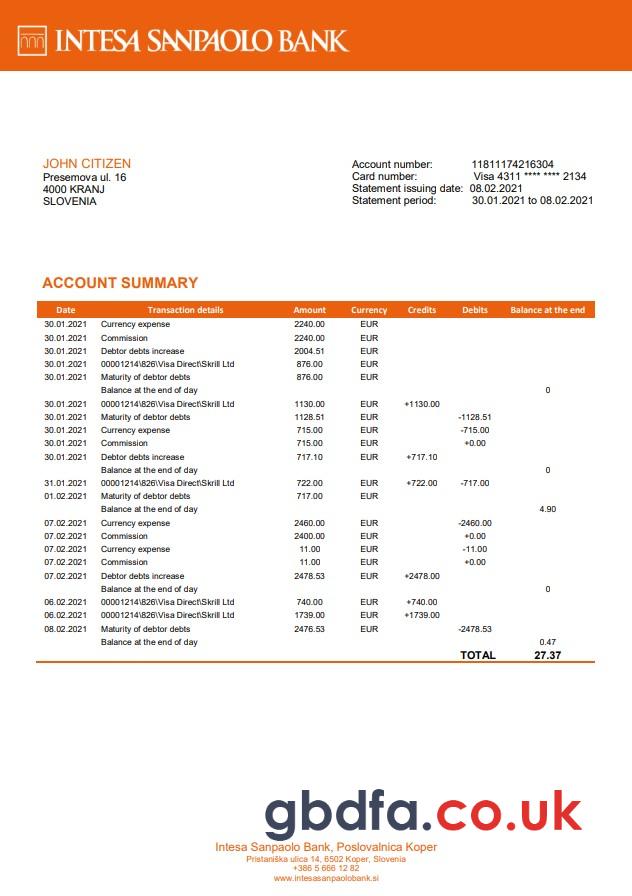 INTESA SANPAOLO BANK
JOHN CITIZEN
Presemova ul. 16
4000 KRANJ
SLOVENIA
Account number: 11811174216304
Card number: Visa 4311 **** **** 2134
Statement issuing date: 08.02.2021
Statement period: 30.01.2021 to 08.02.2021
ACCOUNT SUMMARY
Date Transaction details Amount Currency Credits Debits Balance at the end
30.01.2021 Currency expense 2240.00 EUR
30.01.2021 Commission 2240.00 EUR
30.01.2021 Debtor debts increase 2004.51 EUR
30.01.2021 00001214\826\Visa Direct\Skrill Ltd 876.00 EUR
30.01.2021 Maturity of debtor debts 876.00 EUR
Balance at the end of day 0
30.01.2021 00001214\826\Visa Direct\Skrill Ltd 1130.00 EUR +1130.00
30.01.2021 Maturity of debtor debts 1128.51 EUR -1128.51
30.01.2021 Currency expense 715.00 EUR -715.00
30.01.2021 Commission 715.00 EUR +0.00
30.01.2021 Debtor debts increase 717.10 EUR +717.10
Balance at the end of day 0
31.01.2021 00001214\826\Visa Direct\Skrill Ltd 722.00 EUR +722.00 -717.00
01.02.2021 Maturity of debtor debts 717.00 EUR
Balance at the end of day 4.90
07.02.2021 Currency expense 2460.00 EUR -2460.00
07.02.2021 Commission 2400.00 EUR +0.00
07.02.2021 Currency expense 11.00 EUR -11.00
07.02.2021 Commission 11.00 EUR +0.00
07.02.2021 Debtor debts increase 2478.53 EUR +2478.00
Balance at the end of day 0
06.02.2021 00001214\826\Visa Direct\Skrill Ltd 740.00 EUR +740.00
06.02.2021 00001214\826\Visa Direct\Skrill Ltd 1739.00 EUR +1739.00
08.02.2021 Maturity of debtor debts 2476.53 EUR -2478.53
Balance at the end of day 0.47
TOTAL 27.37
gbdfa.co.uk
Intesa Sanpaolo Bank, Poslovalnica Koper
Pristaniška ulica 14, 6502 Koper, Slovenia
+386 5 666 12 82
www.intesasanpaolobank.si